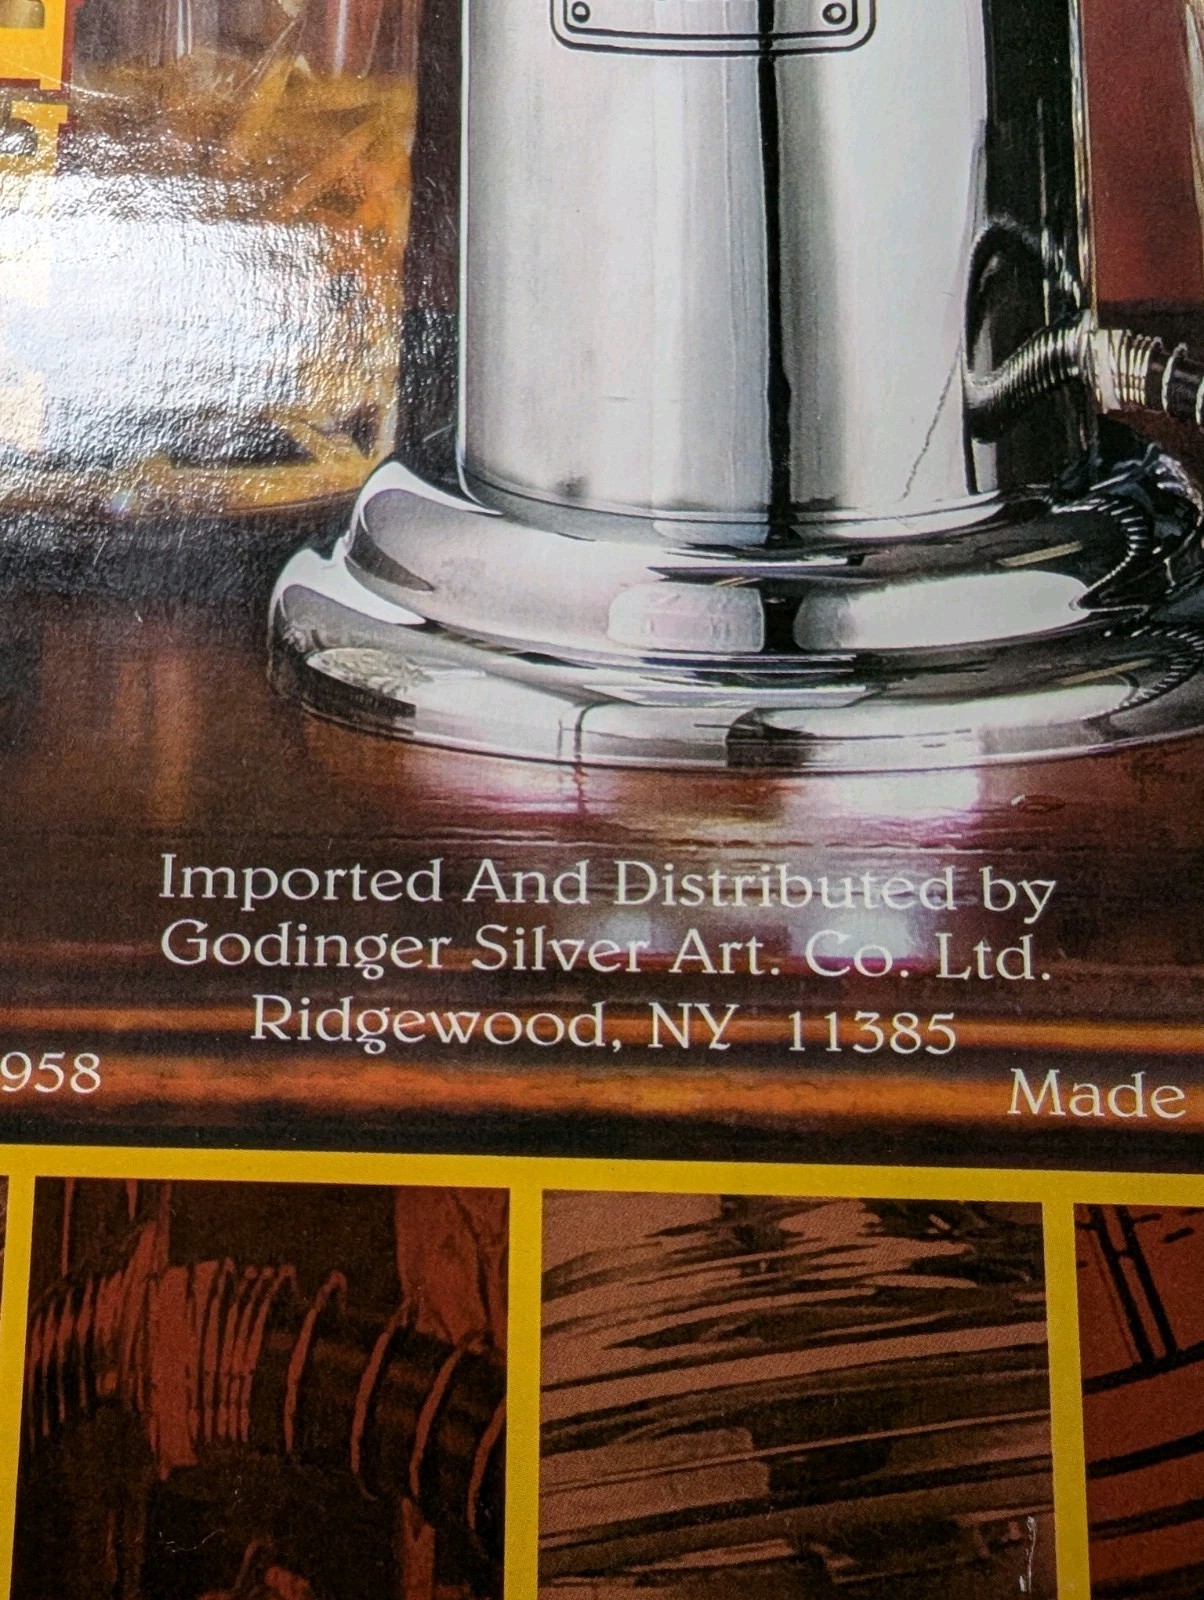 Imported And Distributed by
Godinger Silver Art. Co. Ltd.
Ridgewood, NY 11385
958
Made